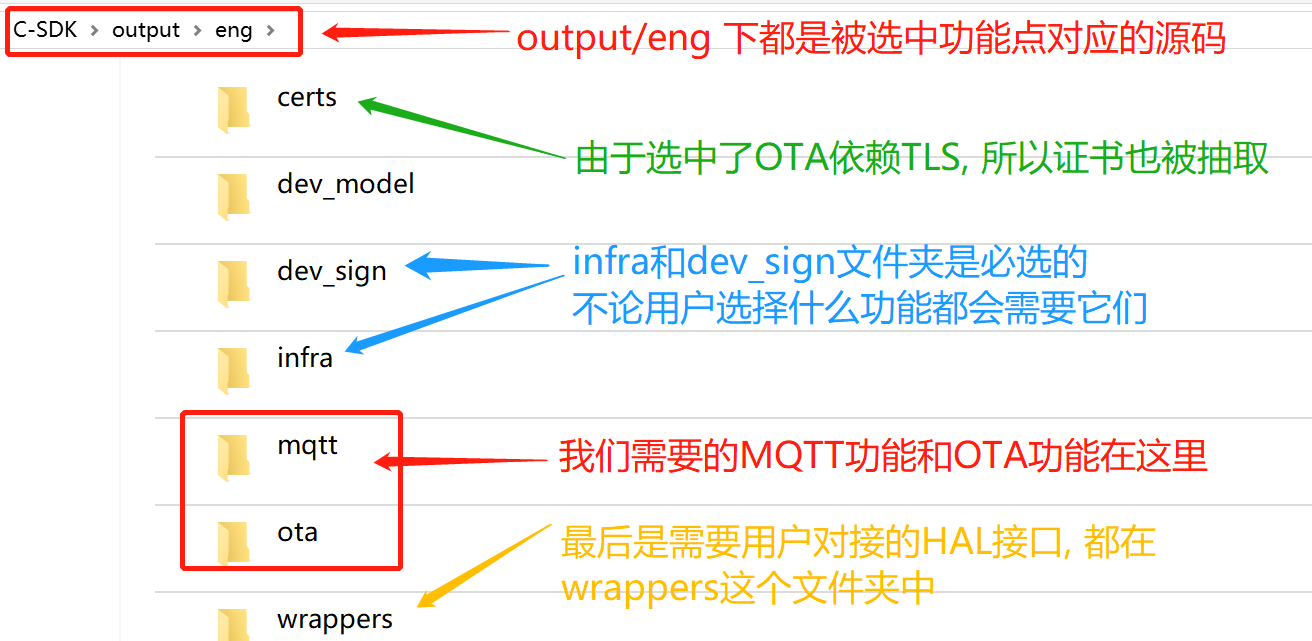 C-SDK > output > eng >
output/eng 下都是被选中功能点对应的源码
certs
由于选中了OTA依赖TLS, 所以证书也被抽取
dev_model
dev_sign
infra和dev_sign文件夹是必选的
不论用户选择什么功能都会需要它们
infra
mqtt
我们需要的MQTT功能和OTA功能在这里
ota
最后是需要用户对接的HAL接口, 都在
wrappers这个文件夹中
wrappers